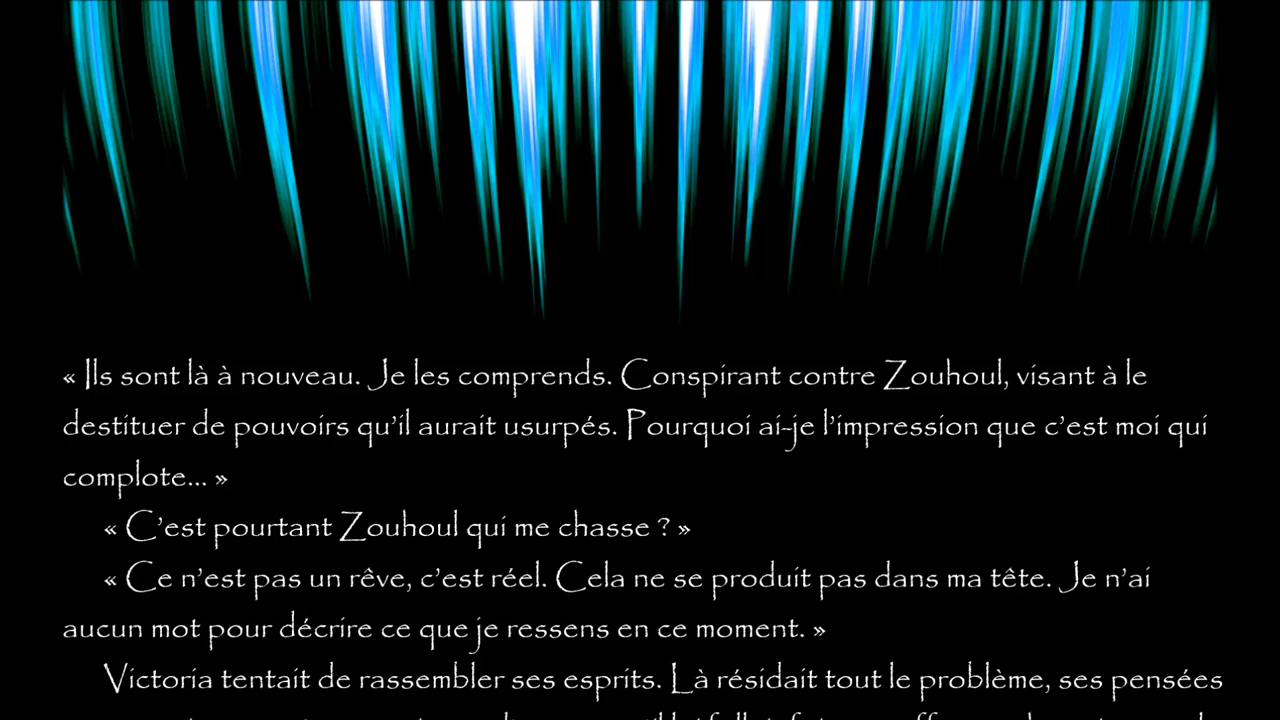 « Ils sont là à nouveau. Je les comprends. Conspirant contre Zouhoul, visant à le
destituer de pouvoirs qu’il aurait usurpés. Pourquoi ai-je l’impression que c’est moi qui
complote... »
« C’est pourtant Zouhoul qui me chasse ? »
« Ce n’est pas un rêve, c’est réel. Cela ne se produit pas dans ma tête. Je n’ai
aucun mot pour décrire ce que je ressens en ce moment. »
Victoria tentait de rassembler ses esprits. Là résidait tout le problème, ses pensées